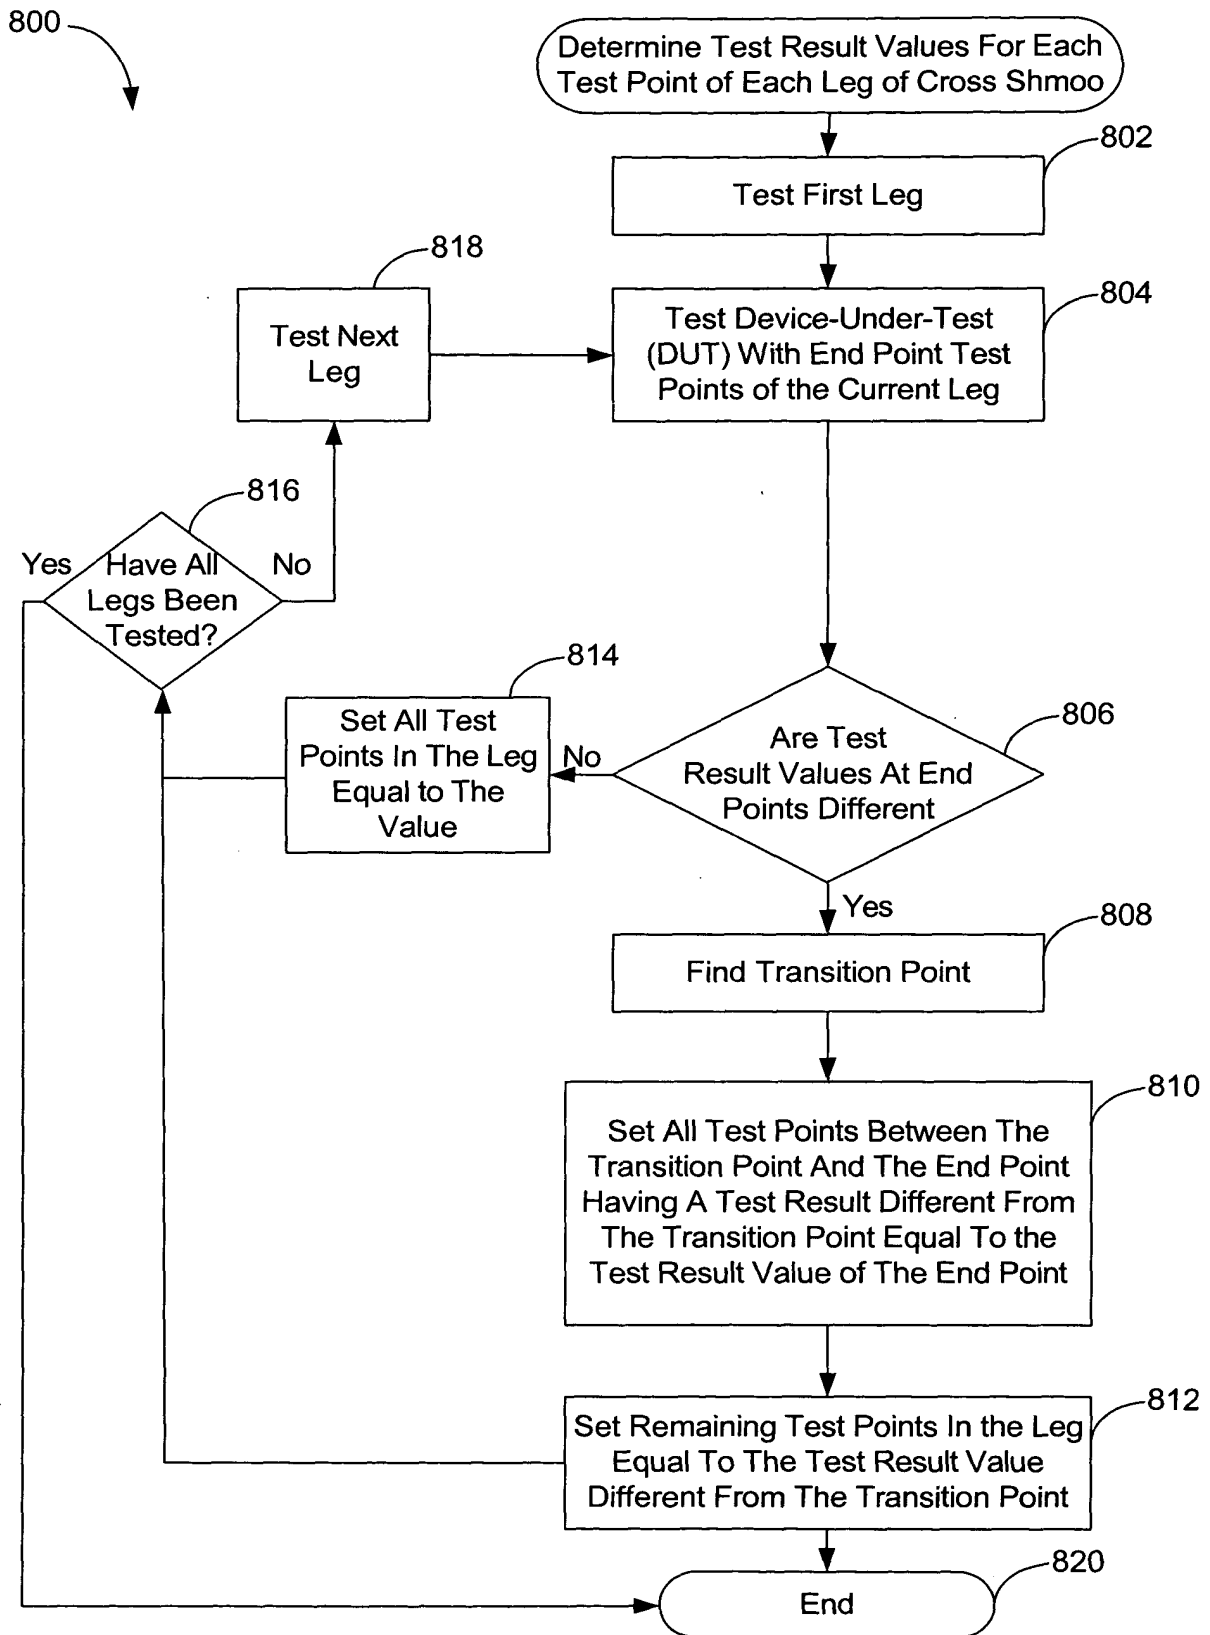 800
Determine Test Result Values For Each
Test Point of Each Leg of Cross Shmoo
802
Test First Leg
818
Test Next
Leg
804
Test Device-Under-Test
(DUT) With End Point Test
Points of the Current Leg
816
Yes
Have All
Legs Been
Tested?
No
814
Set All Test
Points In The Leg
Equal to The
Value
No
806
Are Test
Result Values At End
Points Different
Yes
808
Find Transition Point
810
Set All Test Points Between The
Transition Point And The End Point
Having A Test Result Different From
The Transition Point Equal To the
Test Result Value of The End Point
812
Set Remaining Test Points In the Leg
Equal To The Test Result Value
Different From The Transition Point
820
End